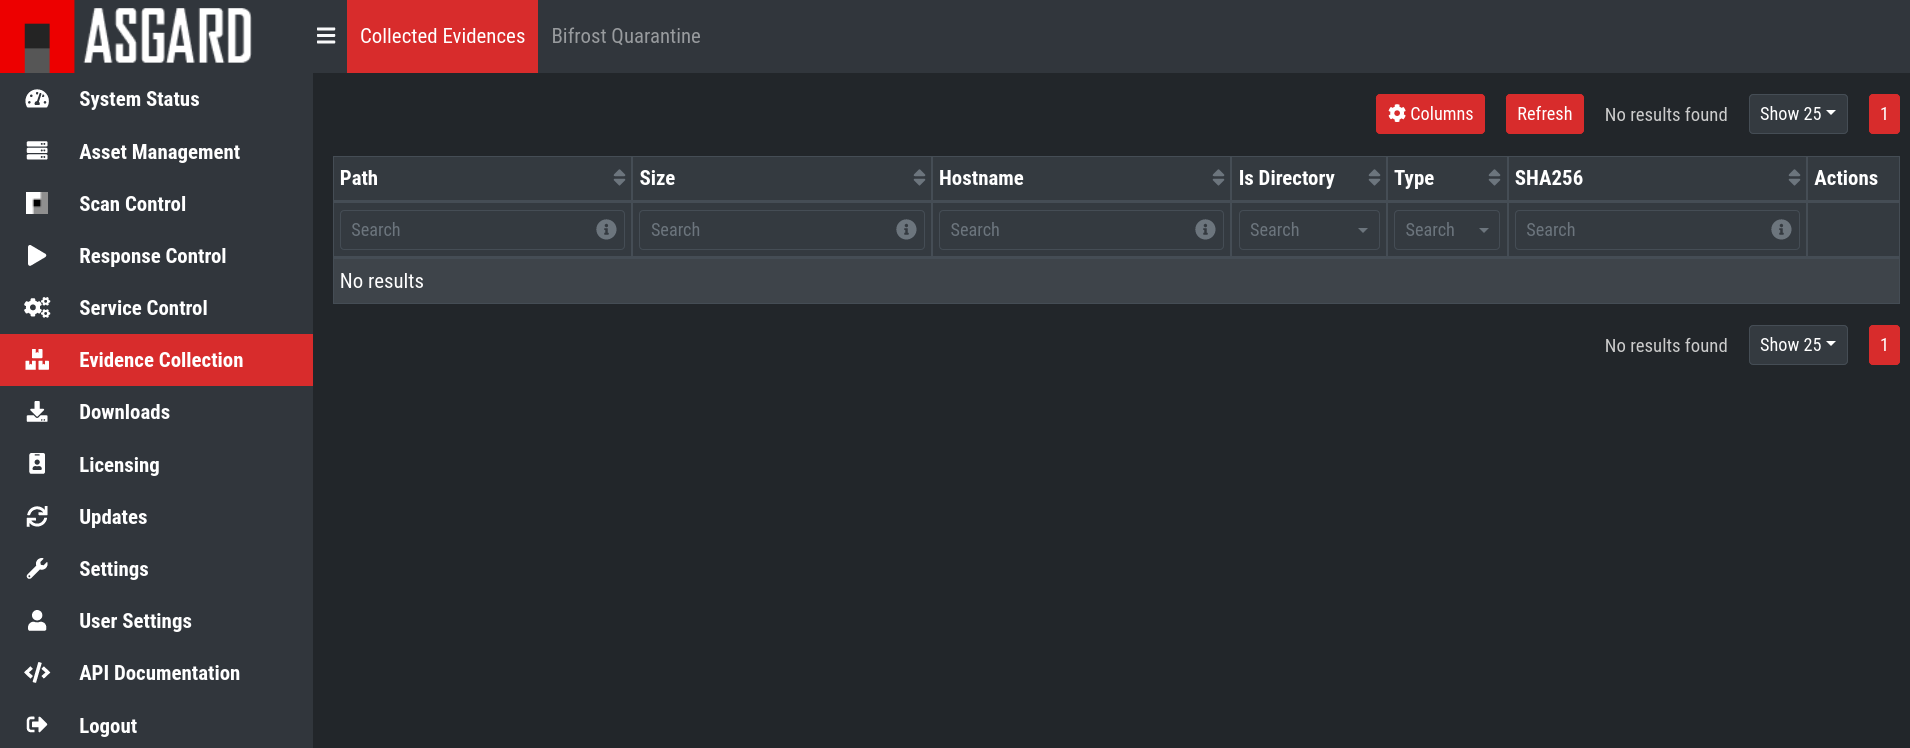 ASGARD
Collected Evidences Bifrost Quarantine
System Status
Asset Management
Scan Control
Response Control
Service Control
Evidence Collection
Downloads
Licensing
Updates
Settings
User Settings
API Documentation
Logout
Columns Refresh No results found Show 25 1
Path Size Hostname Is Directory Type SHA256 Actions
Search Search Search Search Search Search
No results
No results found Show 25 1